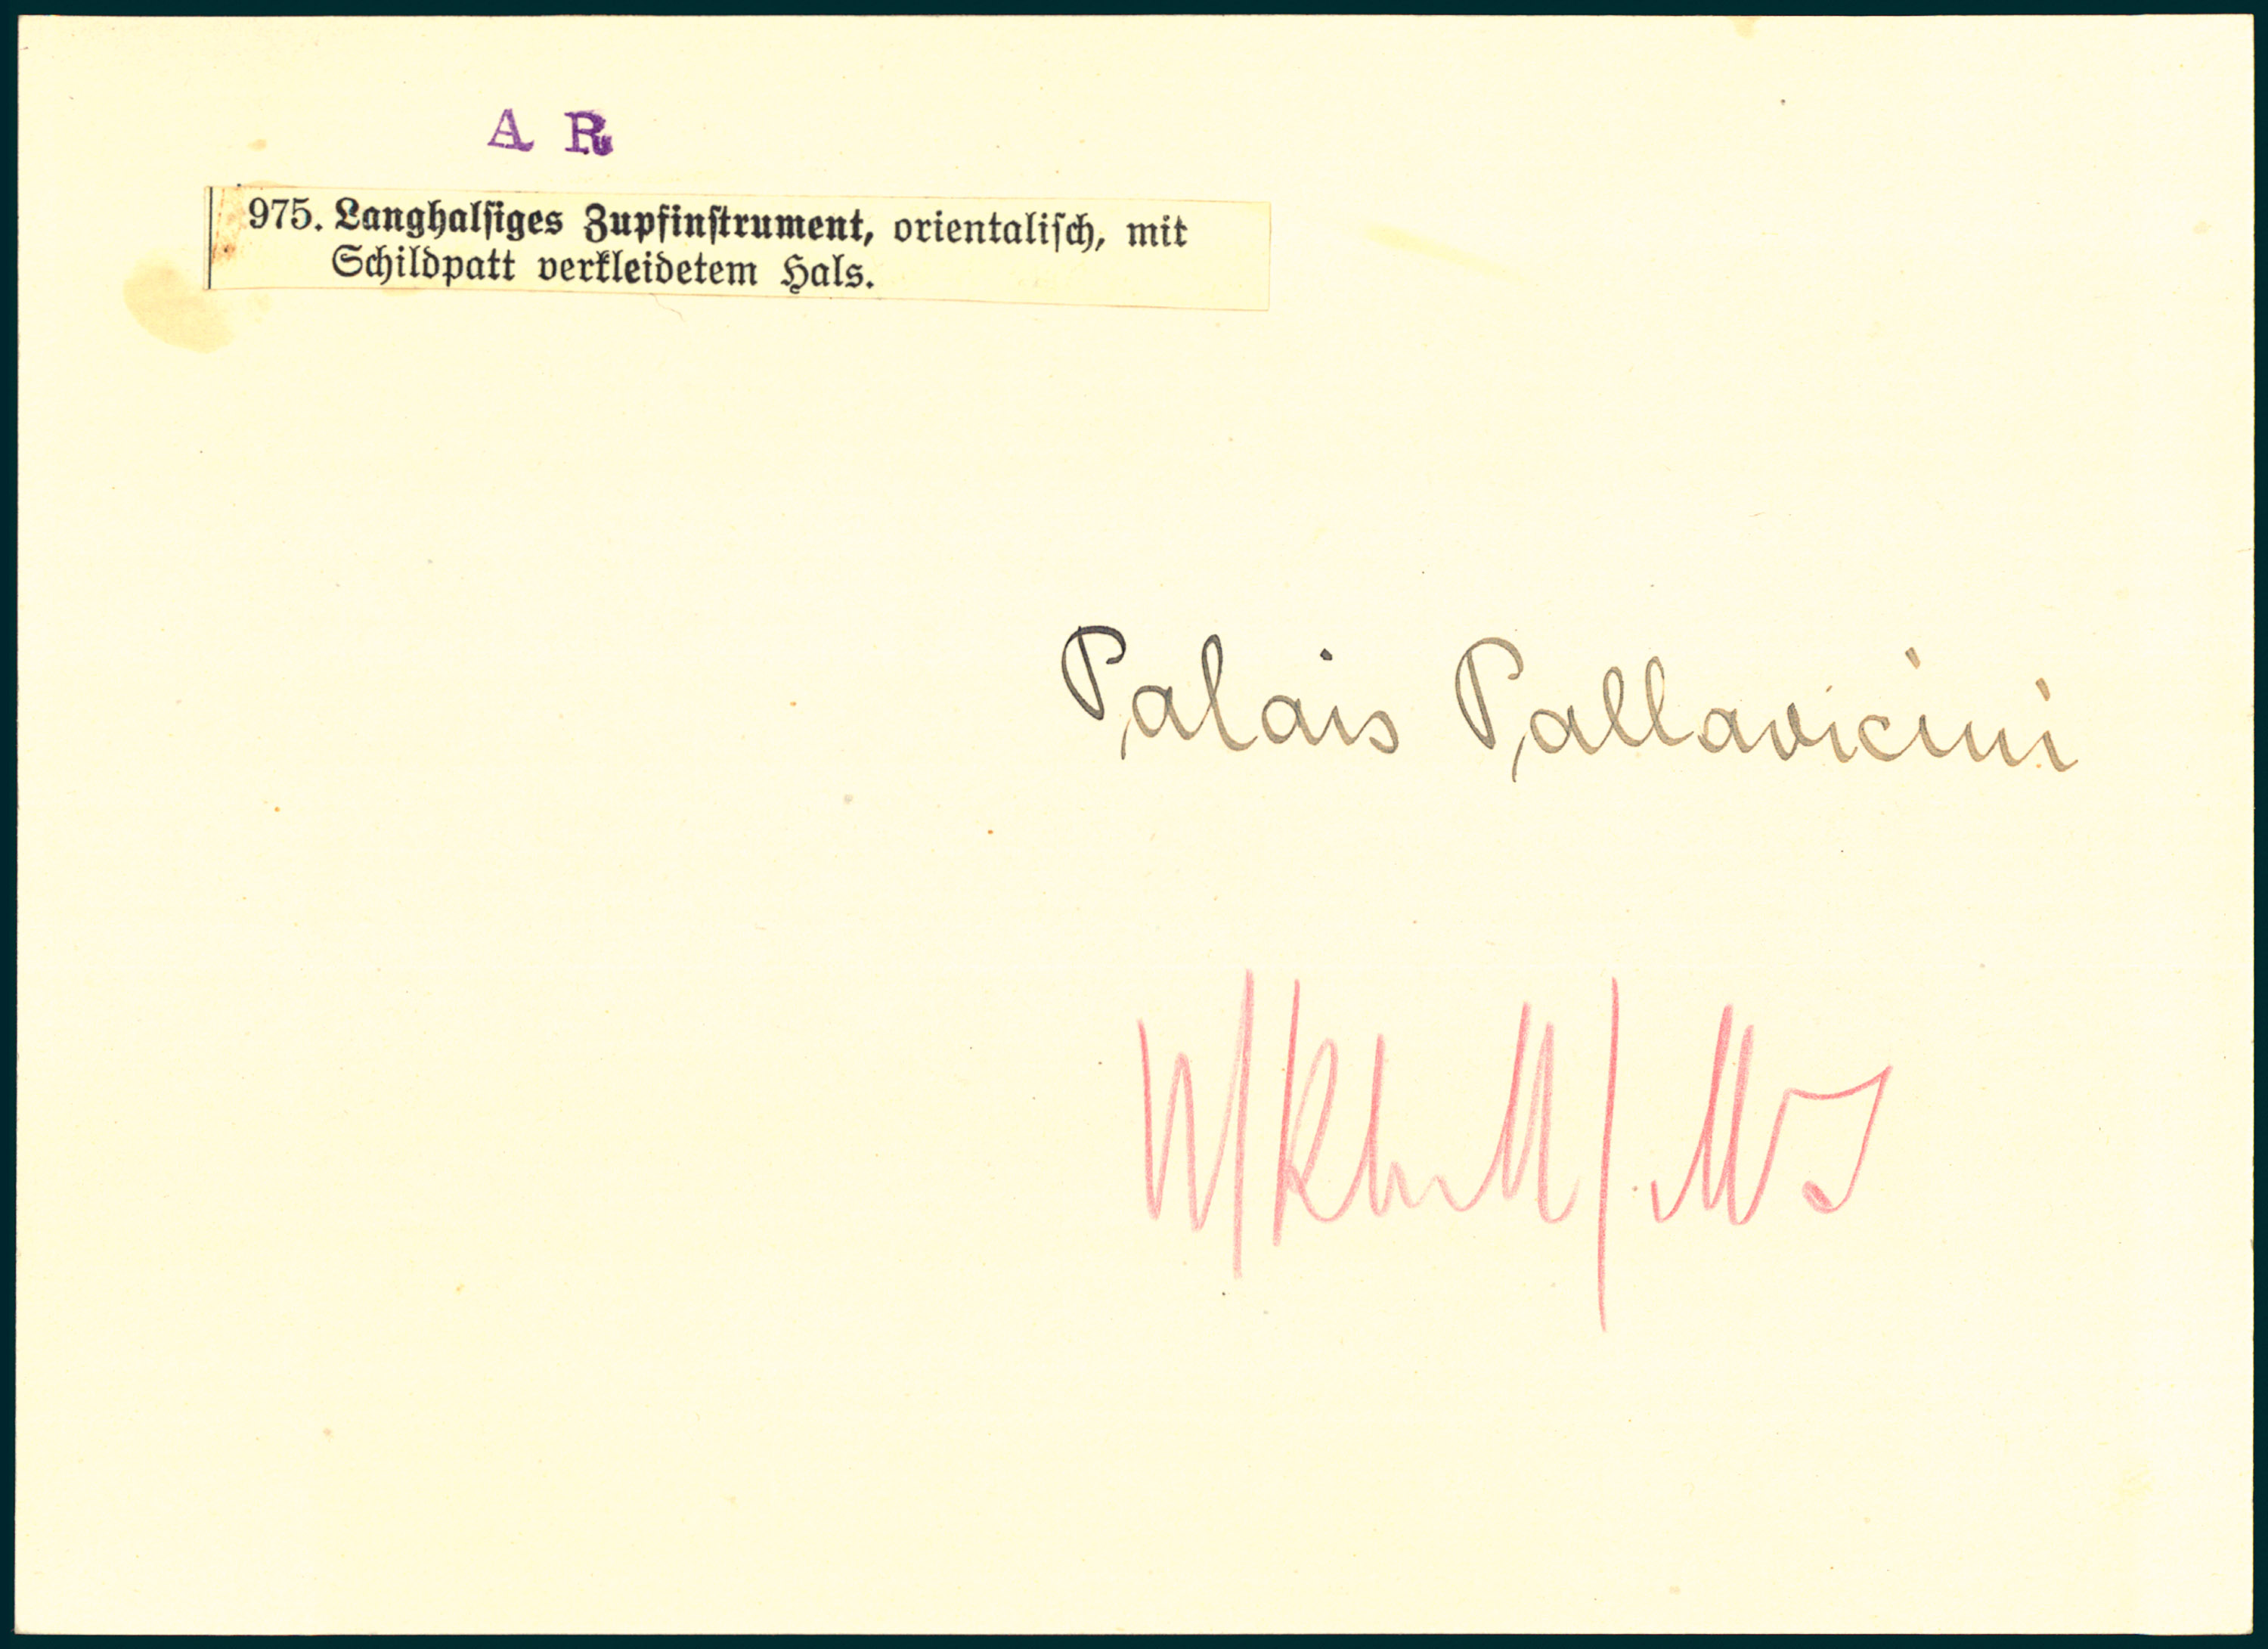 A R
975. Langhalsiges Zupfinstrument, orientalisch, mit
Schildpatt verkleidetem Hals.
Palais Pallavicini